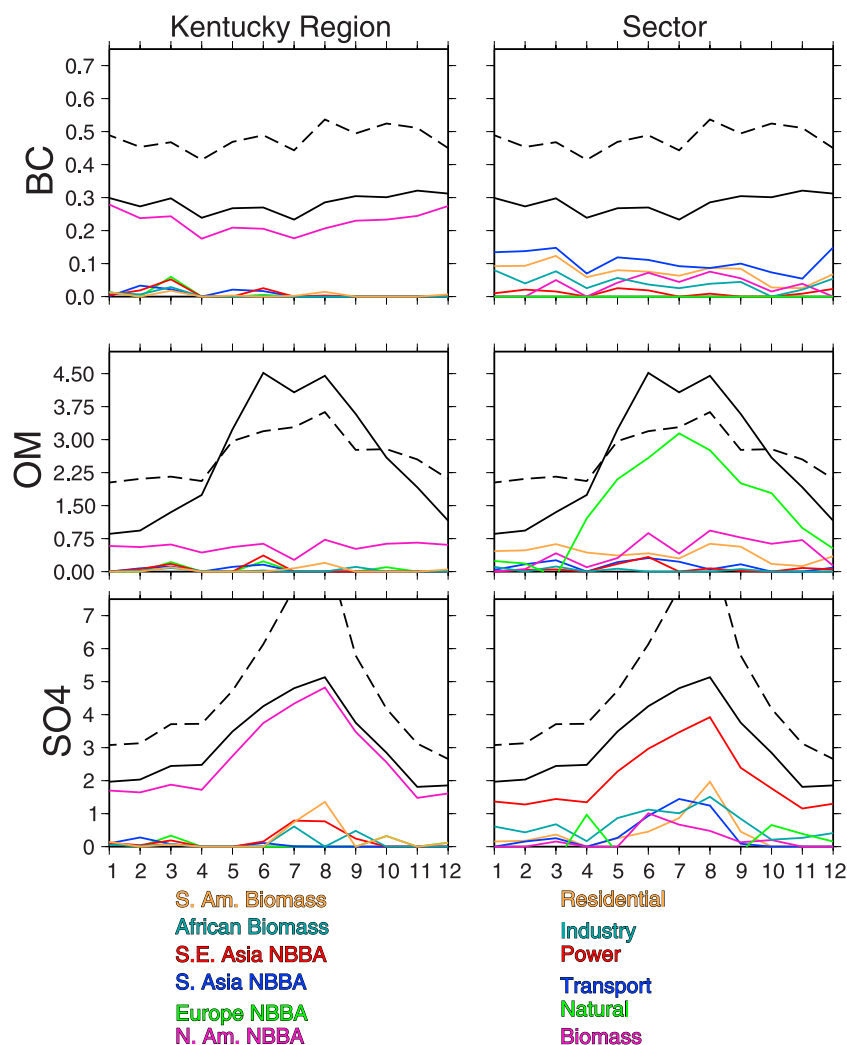 Kentucky Region Sector
BC
0.7
0.6
0.5
0.4
0.3
0.2
0.1
0.0
OM
4.50
3.75
3.00
2.25
1.50
0.75
0.00
SO4
7
6
5
4
3
2
1
0
1 2 3 4 5 6 7 8 9 10 11 12 1 2 3 4 5 6 7 8 9 10 11 12
S. Am. Biomass Residential
African Biomass Industry
S.E. Asia NBBA Power
S. Asia NBBA Transport
Europe NBBA Natural
N. Am. NBBA Biomass